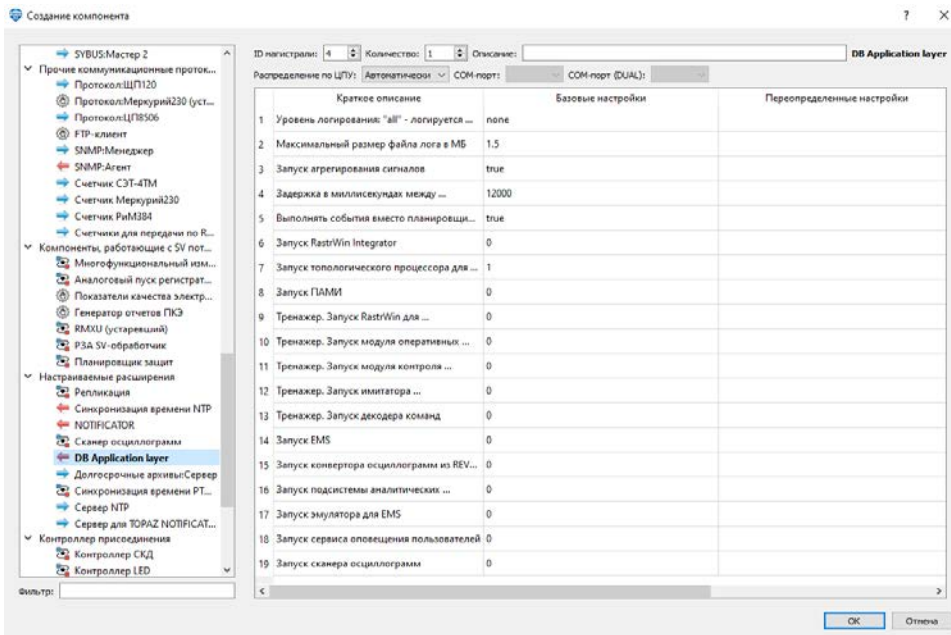 Создание компонента
?
SYBUS:Мастер 2
Прочие коммуникационные проток...
Протокол:ЩП120
Протокол:Меркурий230 (уст...
Протокол:ЦП8506
FTP-клиент
SNMP:Менеджер
SNMP:Агент
Счетчик СЭТ-4ТМ
Счетчик Меркурий230
Счетчик РиМ384
Счетчики для передачи по R...
Компоненты, работающие с SV пот...
Многофункциональный изм...
Аналоговый пуск регистрат...
Показатели качества электр...
Генератор отчетов ПКЭ
RMXU (устаревший)
РЗА SV-обработчик
Планировщик защит
Настраиваемые расширения
Репликация
Синхронизация времени NTP
NOTIFICATOR
Сканер осциллограмм
DB Application layer
Долгосрочные архивы:Сервер
Синхронизация времени PT...
Сервер NTP
Сервер для TOPAZ NOTIFICAT...
Контроллер присоединения
Контроллер СКД
Контроллер LED
Фильтр:
ID магистрали: 4 Количество: 1 Описание: DB Application layer
Распределение по ЦПУ: Автоматически COM-порт: COM-порт (DUAL):
Краткое описание Базовые настройки Переопределенные настройки
1 Уровень логирования: "all" - логируется ... none
2 Максимальный размер файла лога в МБ 1.5
3 Запуск агрегирования сигналов true
4 Задержка в миллисекундах между ... 12000
5 Выполнять события вместо планировщи... true
6 Запуск RastrWin Integrator 0
7 Запуск топологического процессора для ... 1
8 Запуск ПАМИ 0
9 Тренажер. Запуск RastrWin для ... 0
10 Тренажер. Запуск модуля оперативных ... 0
11 Тренажер. Запуск модуля контроля ... 0
12 Тренажер. Запуск имитатора ... 0
13 Тренажер. Запуск декодера команд 0
14 Запуск EMS 0
15 Запуск конвертора осциллограмм из REV... 0
16 Запуск подсистемы аналитических ... 0
17 Запуск эмулятора для EMS 0
18 Запуск сервиса оповещения пользователей 0
19 Запуск сканера осциллограмм 0
OK Отмена